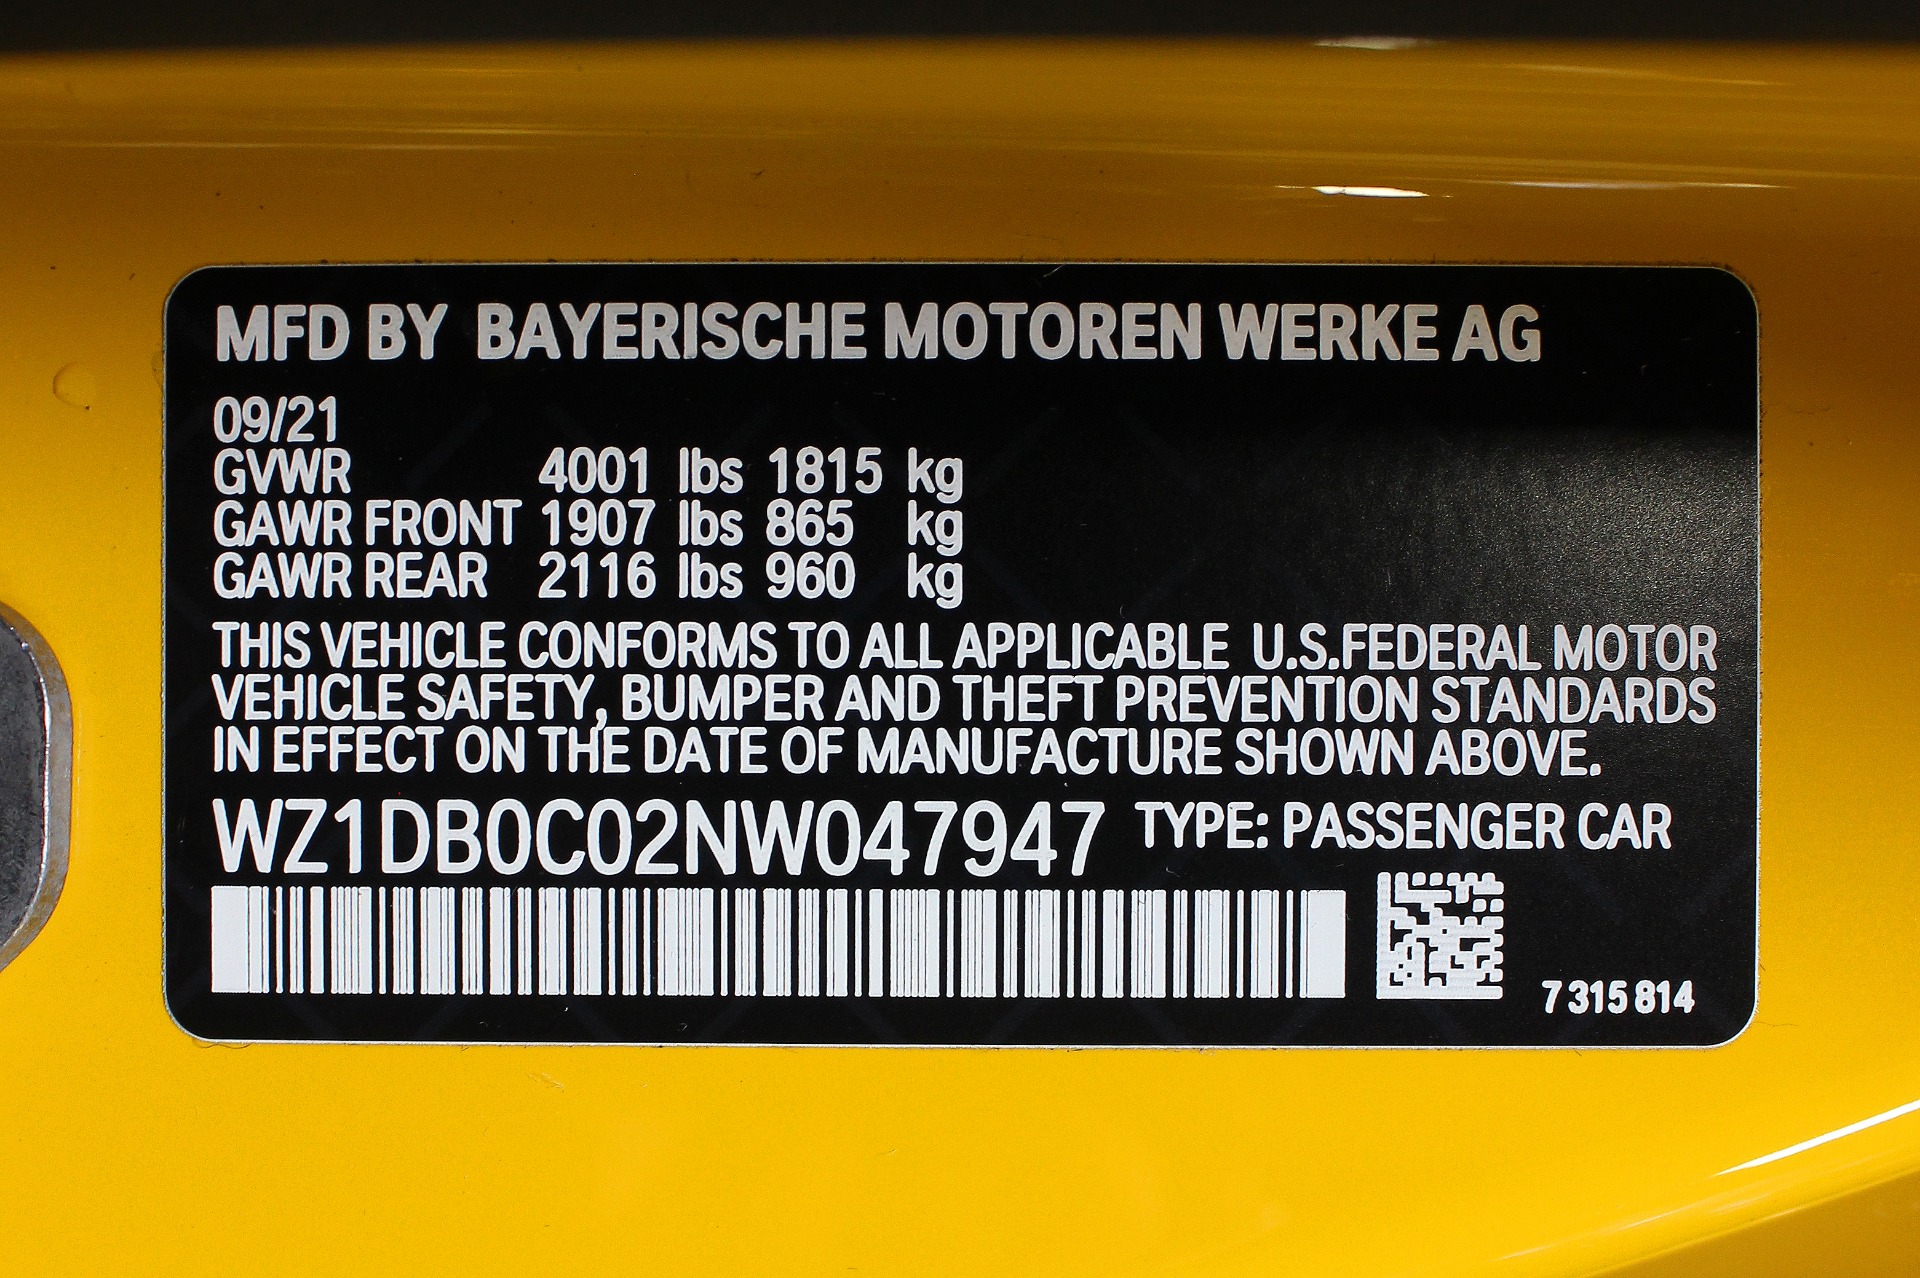 MFD BY BAYERISCHE MOTOREN WERKE AG
09/21
GVWR 4001 lbs 1815 kg
GAWR FRONT 1907 lbs 865 kg
GAWR REAR 2116 lbs 960 kg
THIS VEHICLE CONFORMS TO ALL APPLICABLE U.S.FEDERAL MOTOR
VEHICLE SAFETY, BUMPER AND THEFT PREVENTION STANDARDS
IN EFFECT ON THE DATE OF MANUFACTURE SHOWN ABOVE.
WZ1DB0C02NW047947 TYPE: PASSENGER CAR
7 315 814